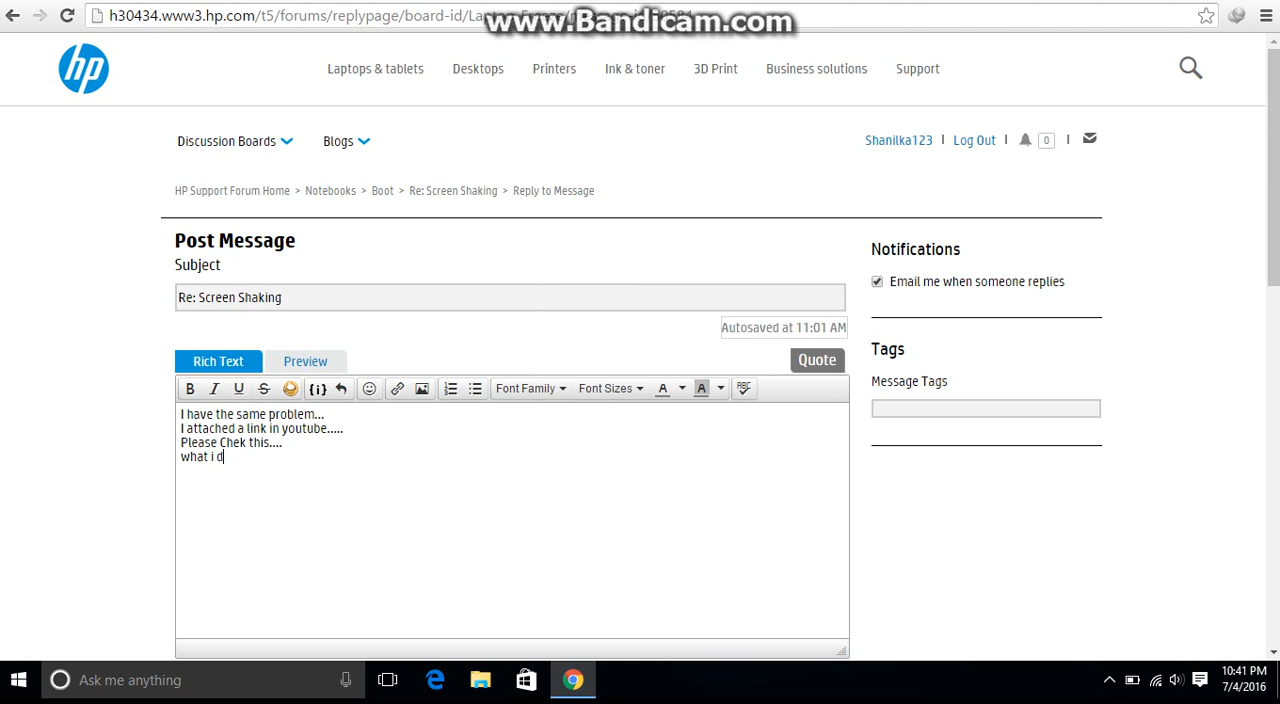 h30434.www3.hp.com/t5/forums/replypage/board-id/
www.Bandicam.com
hp
Laptops & tablets
Desktops
Printers
Ink & toner
3D Print
Business solutions
Support
Discussion Boards
Blogs
Shanilka123 | Log Out | 0 |
HP Support Forum Home > Notebooks > Boot > Re: Screen Shaking > Reply to Message
Post Message
Subject
Re: Screen Shaking
Autosaved at 11:01 AM
Rich Text
Preview
Quote
B I U S {i} Font Family Font Sizes A A ABC
I have the same problem...
I attached a link in youtube.....
Please Chek this....
what i d
Notifications
Email me when someone replies
Tags
Message Tags
Ask me anything
10:41 PM
7/4/2016